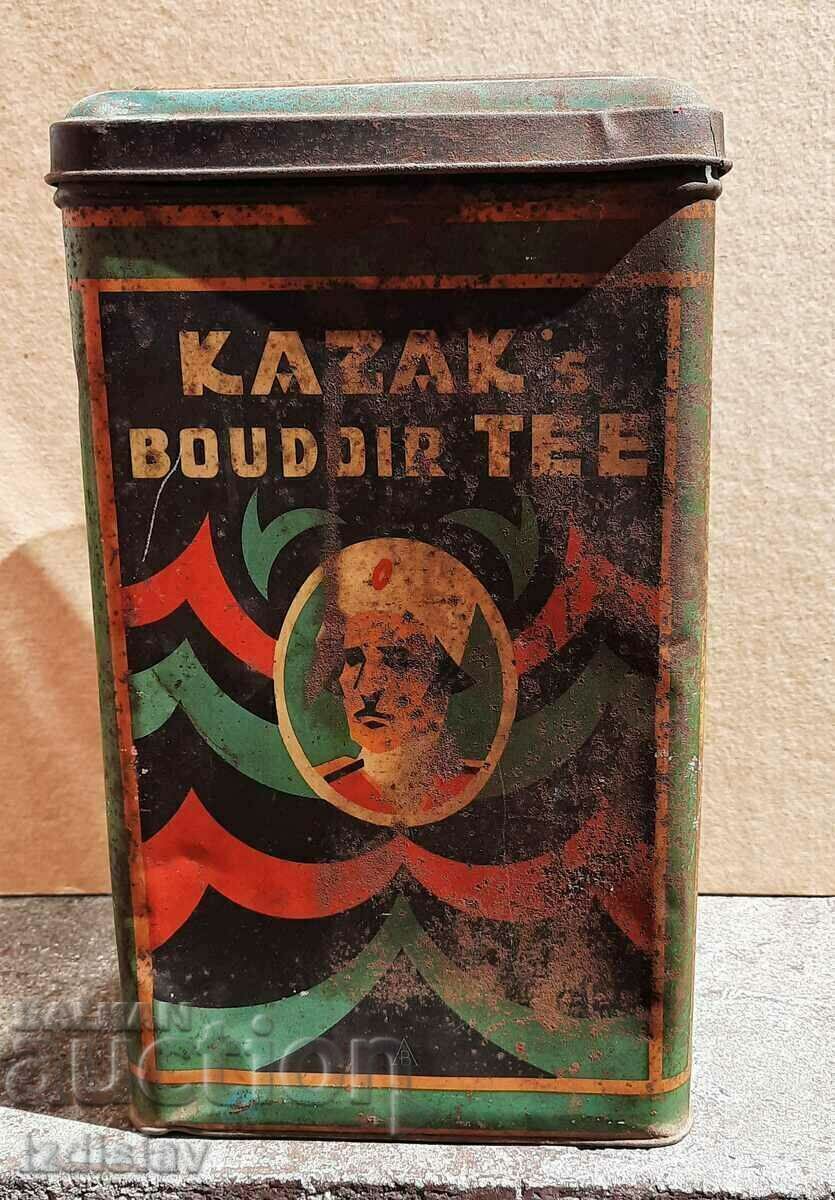 KAZAK's
BOUDOIR TEE
BALKAN
auction
izdislav